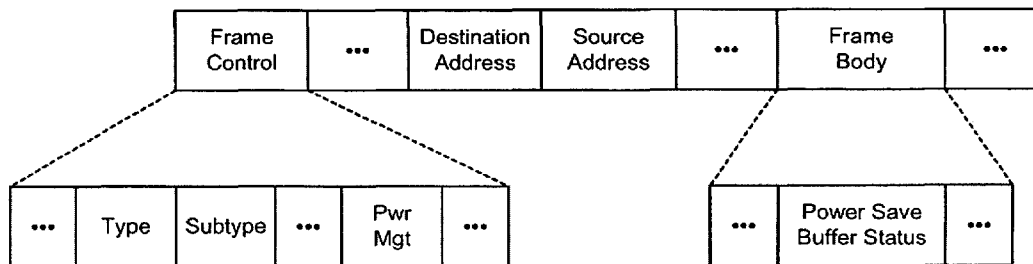 Frame
Control
•••
Destination
Address
Source
Address
•••
Frame
Body
•••
•••
Type
Subtype
•••
Pwr
Mgt
•••
•••
Power Save
Buffer Status
•••